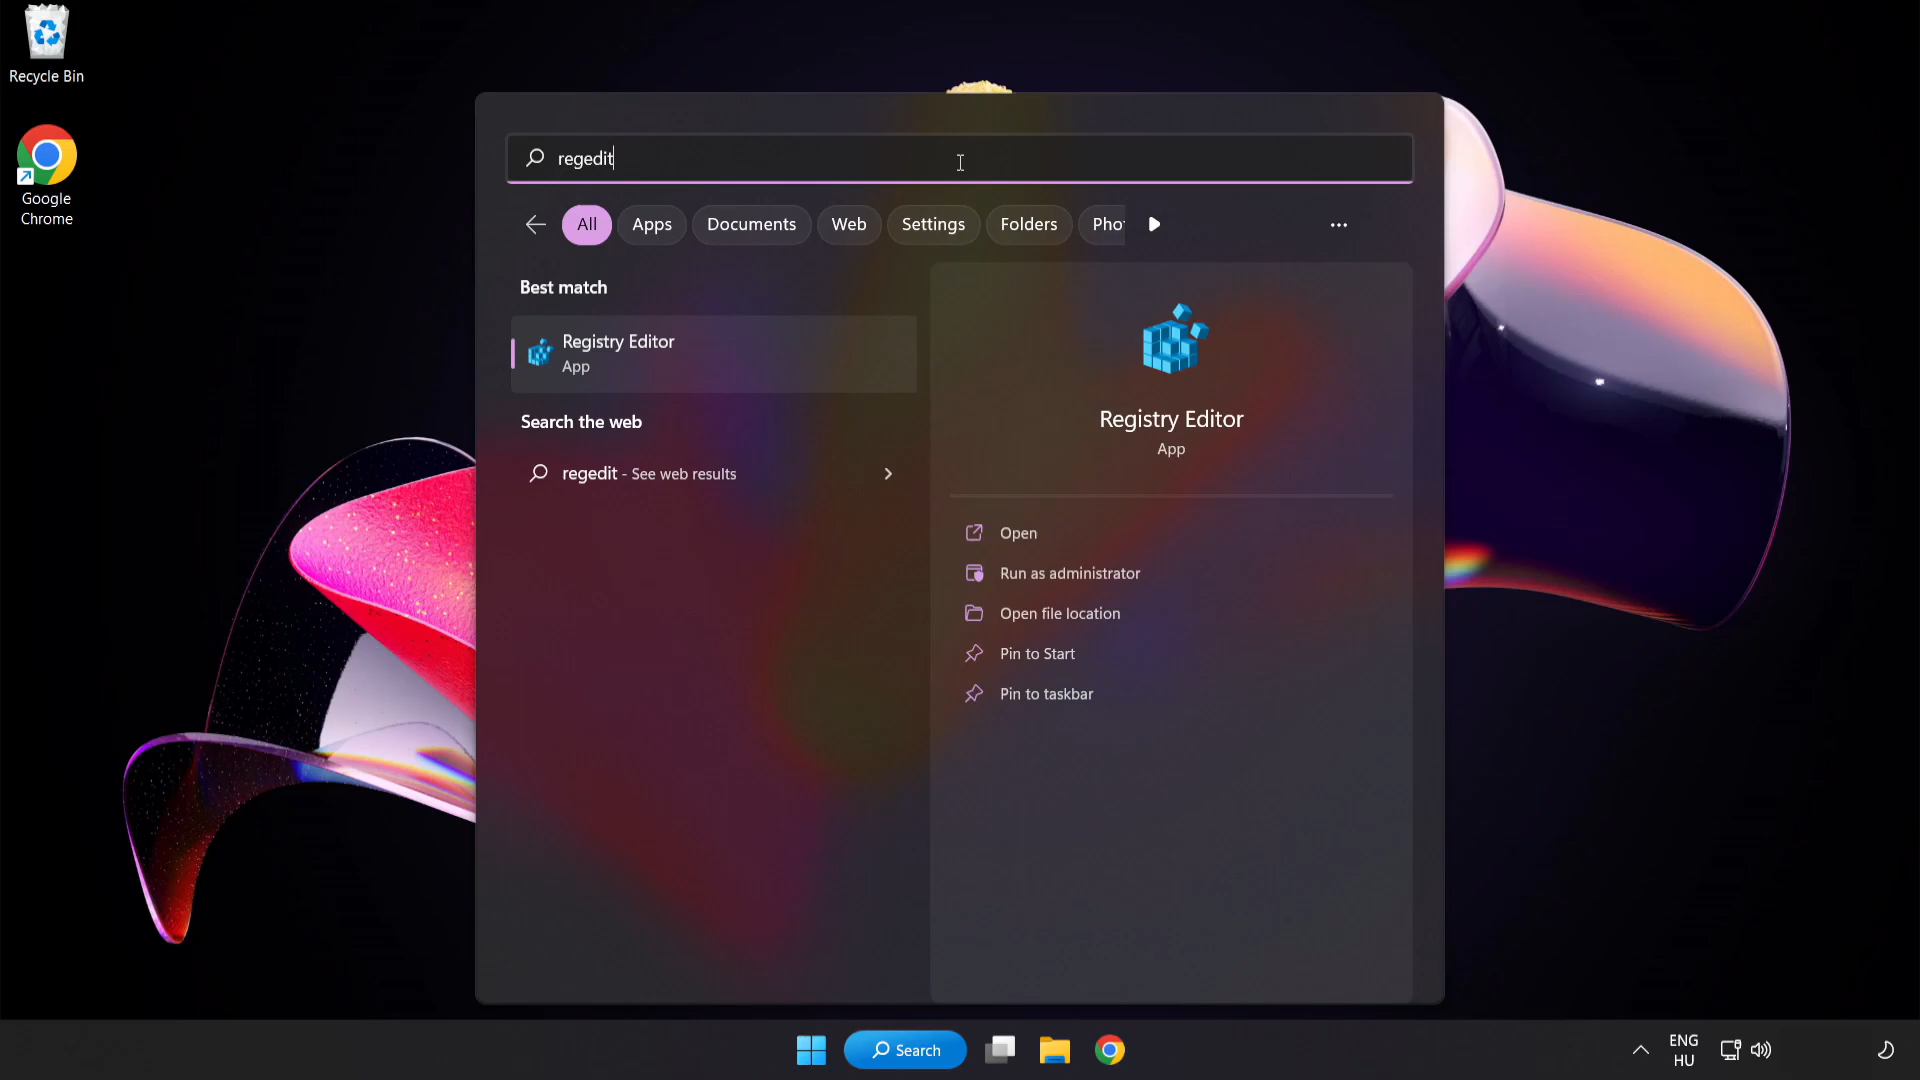 Recycle Bin
Google
Chrome
regedit
All
Apps
Documents
Web
Settings
Folders
Pho
Best match
Registry Editor
App
Search the web
regedit - See web results
Registry Editor
App
Open
Run as administrator
Open file location
Pin to Start
Pin to taskbar
Search
ENG
HU